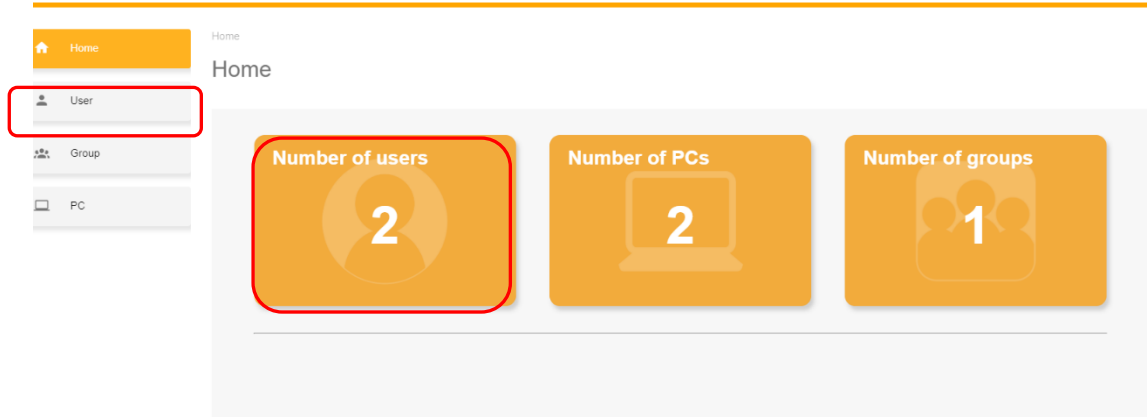 Home
User
Group
PC
Home
Home
Number of users
2
Number of PCs
2
Number of groups
1